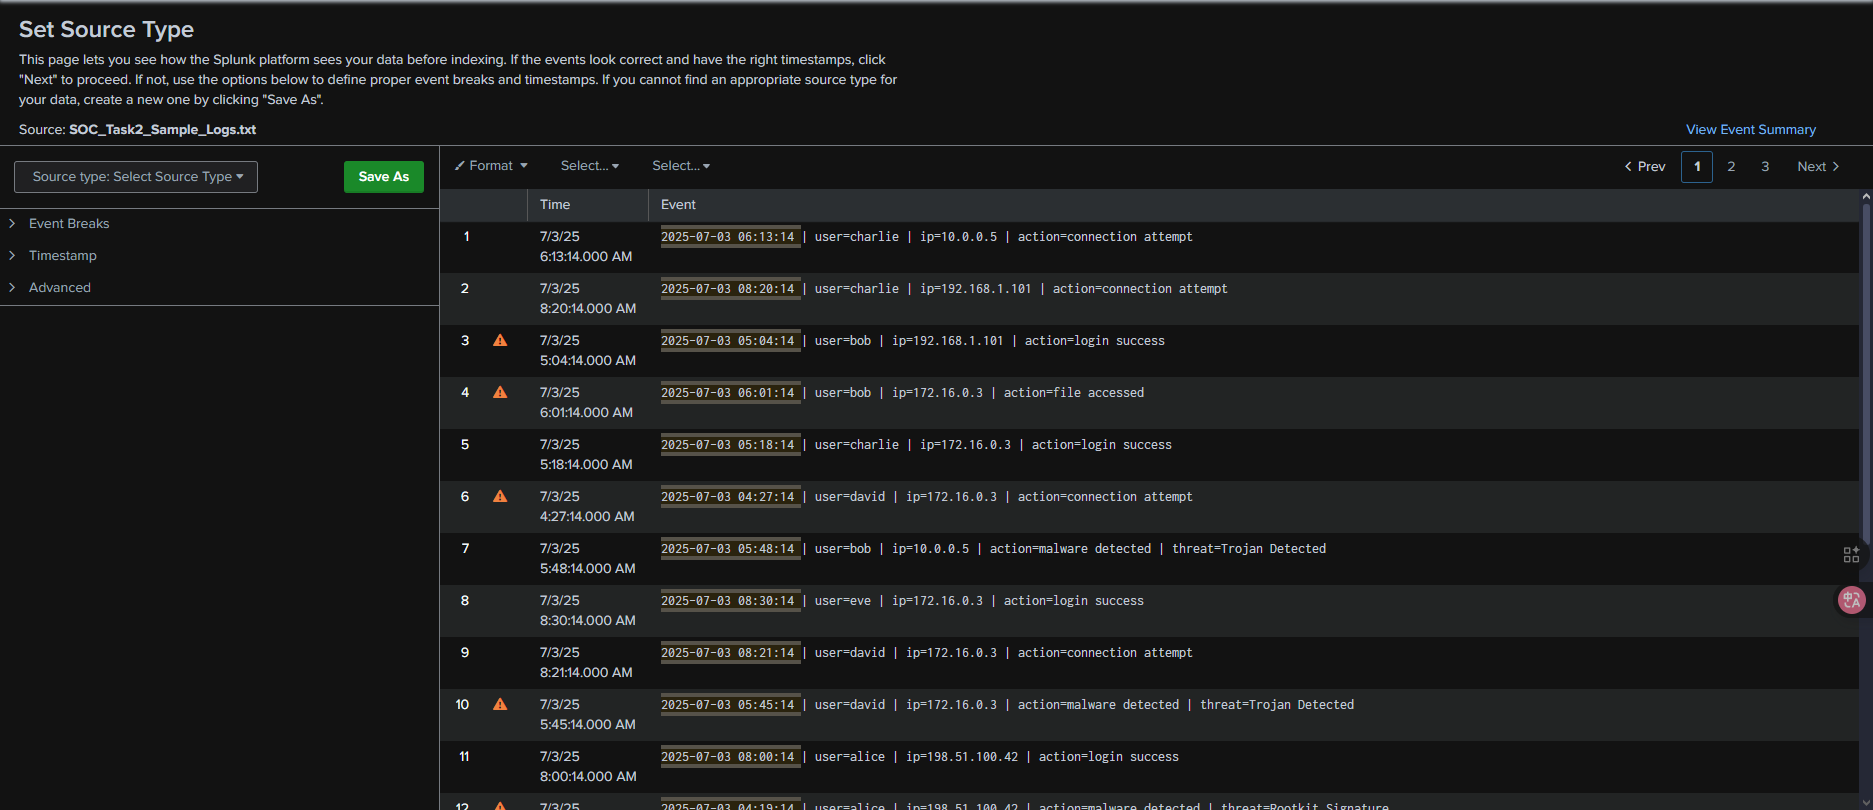 Set Source Type
This page lets you see how the Splunk platform sees your data before indexing. If the events look correct and have the right timestamps, click
"Next" to proceed. If not, use the options below to define proper event breaks and timestamps. If you cannot find an appropriate source type for
your data, create a new one by clicking "Save As".
Source: SOC_Task2_Sample_Logs.txt
View Event Summary
Source type: Select Source Type
Save As
Event Breaks
Timestamp
Advanced
Format Select... Select...
Prev 1 2 3 Next
Time Event
1 7/3/25 2025-07-03 06:13:14 | user=charlie | ip=10.0.0.5 | action=connection attempt
6:13:14.000 AM
2 7/3/25 2025-07-03 08:20:14 | user=charlie | ip=192.168.1.101 | action=connection attempt
8:20:14.000 AM
3 7/3/25 2025-07-03 05:04:14 | user=bob | ip=192.168.1.101 | action=login success
5:04:14.000 AM
4 7/3/25 2025-07-03 06:01:14 | user=bob | ip=172.16.0.3 | action=file accessed
6:01:14.000 AM
5 7/3/25 2025-07-03 05:18:14 | user=charlie | ip=172.16.0.3 | action=login success
5:18:14.000 AM
6 7/3/25 2025-07-03 04:27:14 | user=david | ip=172.16.0.3 | action=connection attempt
4:27:14.000 AM
7 7/3/25 2025-07-03 05:48:14 | user=bob | ip=10.0.0.5 | action=malware detected | threat=Trojan Detected
5:48:14.000 AM
8 7/3/25 2025-07-03 08:30:14 | user=eve | ip=172.16.0.3 | action=login success
8:30:14.000 AM
9 7/3/25 2025-07-03 08:21:14 | user=david | ip=172.16.0.3 | action=connection attempt
8:21:14.000 AM
10 7/3/25 2025-07-03 05:45:14 | user=david | ip=172.16.0.3 | action=malware detected | threat=Trojan Detected
5:45:14.000 AM
11 7/3/25 2025-07-03 08:00:14 | user=alice | ip=198.51.100.42 | action=login success
8:00:14.000 AM
12 7/3/25 2025-07-03 04:19:14 | user=alice | ip=198.51.100.42 | action=malware detected | threat=Rootkit Signature
中A